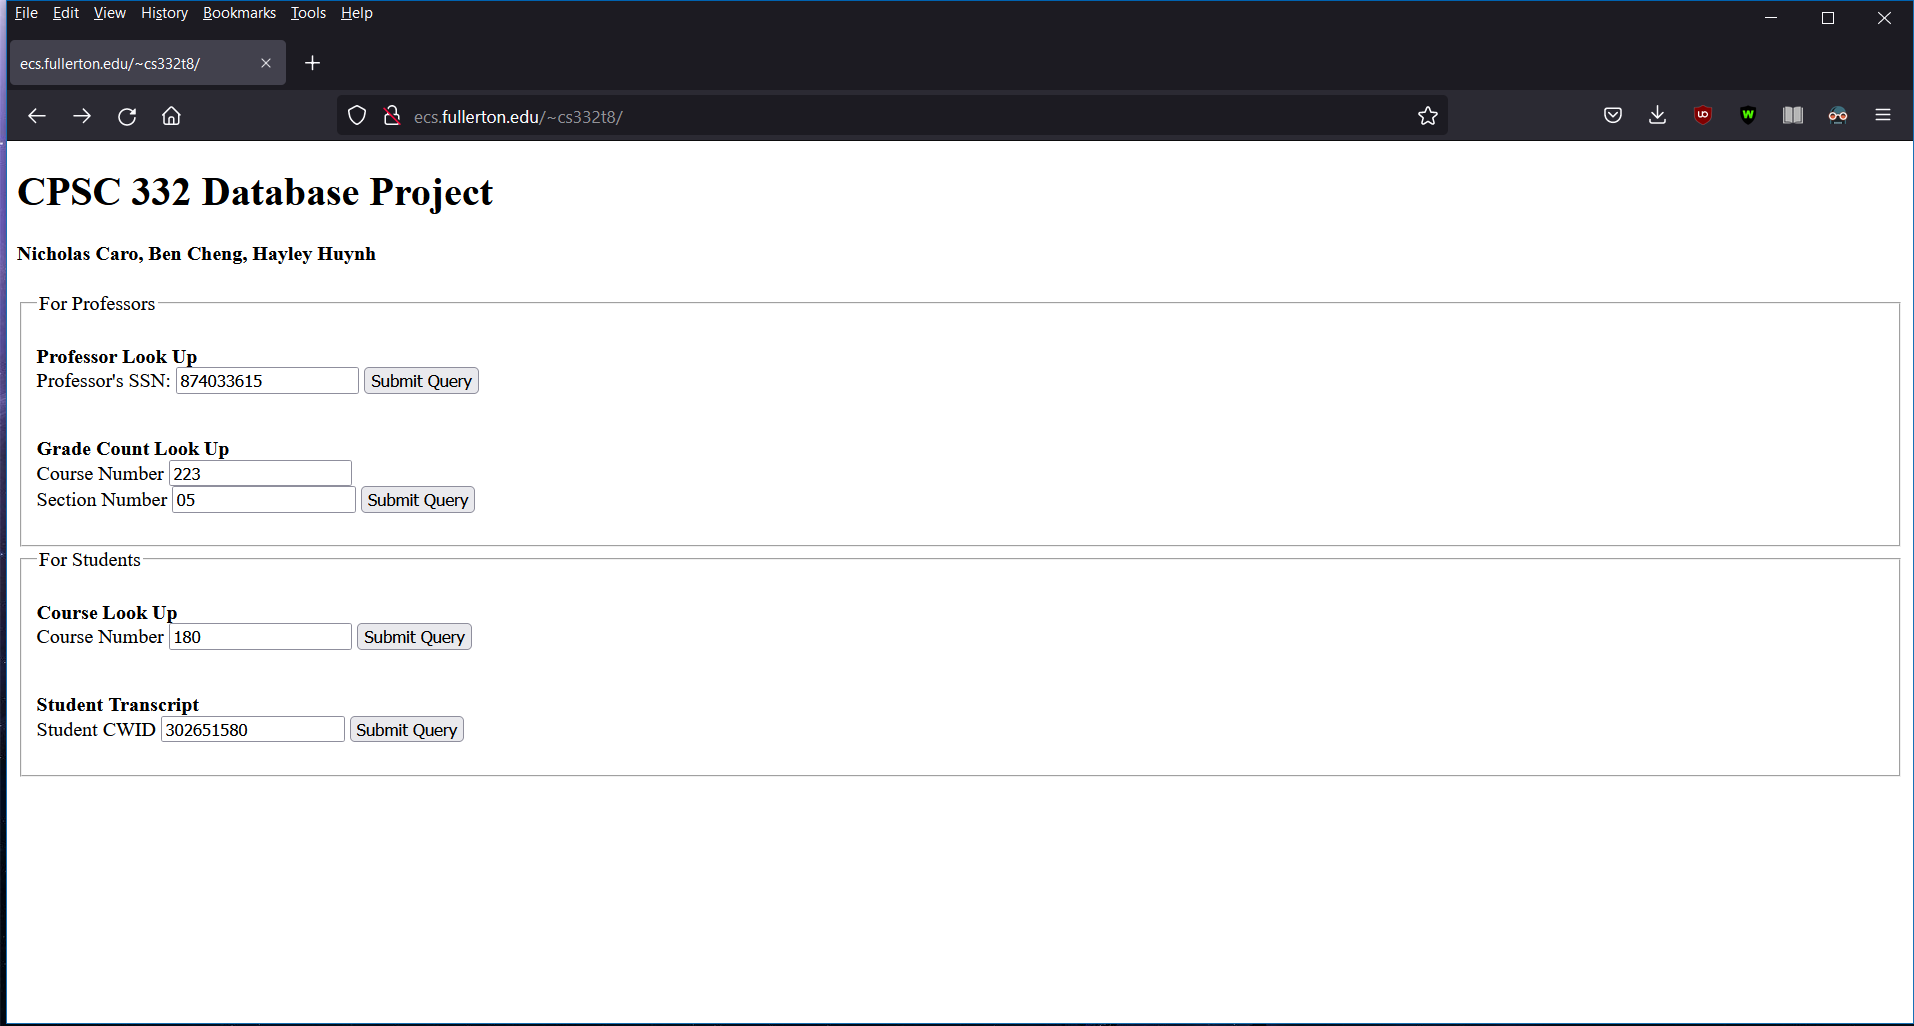 File Edit View History Bookmarks Tools Help
ecs.fullerton.edu/~cs332t8/
ecs.fullerton.edu/~cs332t8/
CPSC 332 Database Project
Nicholas Caro, Ben Cheng, Hayley Huynh
For Professors
Professor Look Up
Professor's SSN: 874033615 Submit Query
Grade Count Look Up
Course Number 223
Section Number 05 Submit Query
For Students
Course Look Up
Course Number 180 Submit Query
Student Transcript
Student CWID 302651580 Submit Query